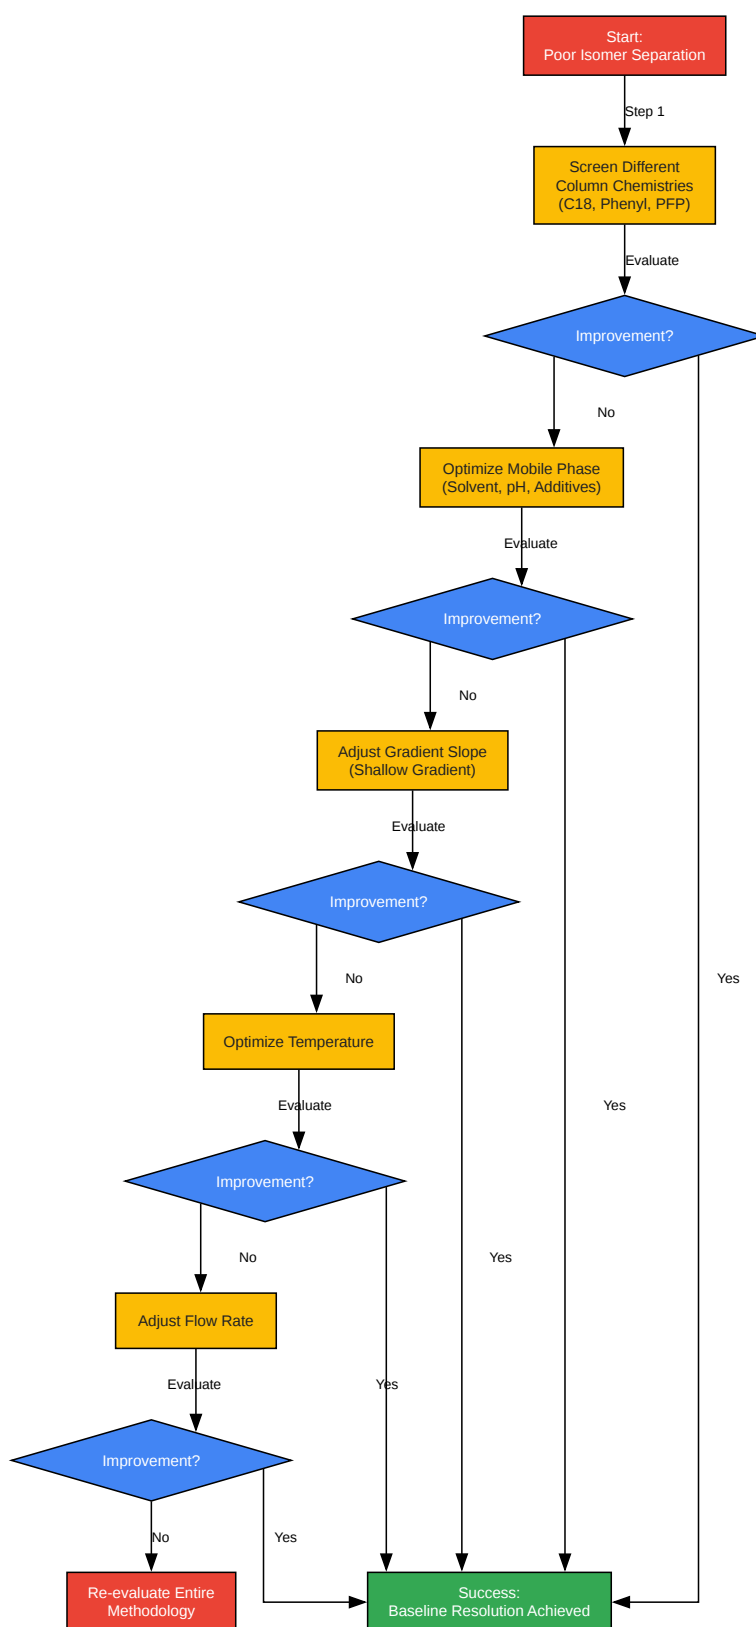 Start:
Poor Isomer Separation
Step 1
Screen Different
Column Chemistries
(C18, Phenyl, PFP)
Evaluate
Improvement?
No
Optimize Mobile Phase
(Solvent, pH, Additives)
Evaluate
Improvement?
No
Adjust Gradient Slope
(Shallow Gradient)
Evaluate
Improvement?
No
Yes
Optimize Temperature
Evaluate
Yes
Improvement?
No
Yes
Adjust Flow Rate
Evaluate
Yes
Improvement?
No
Yes
Re-evaluate Entire
Methodology
Success:
Baseline Resolution Achieved